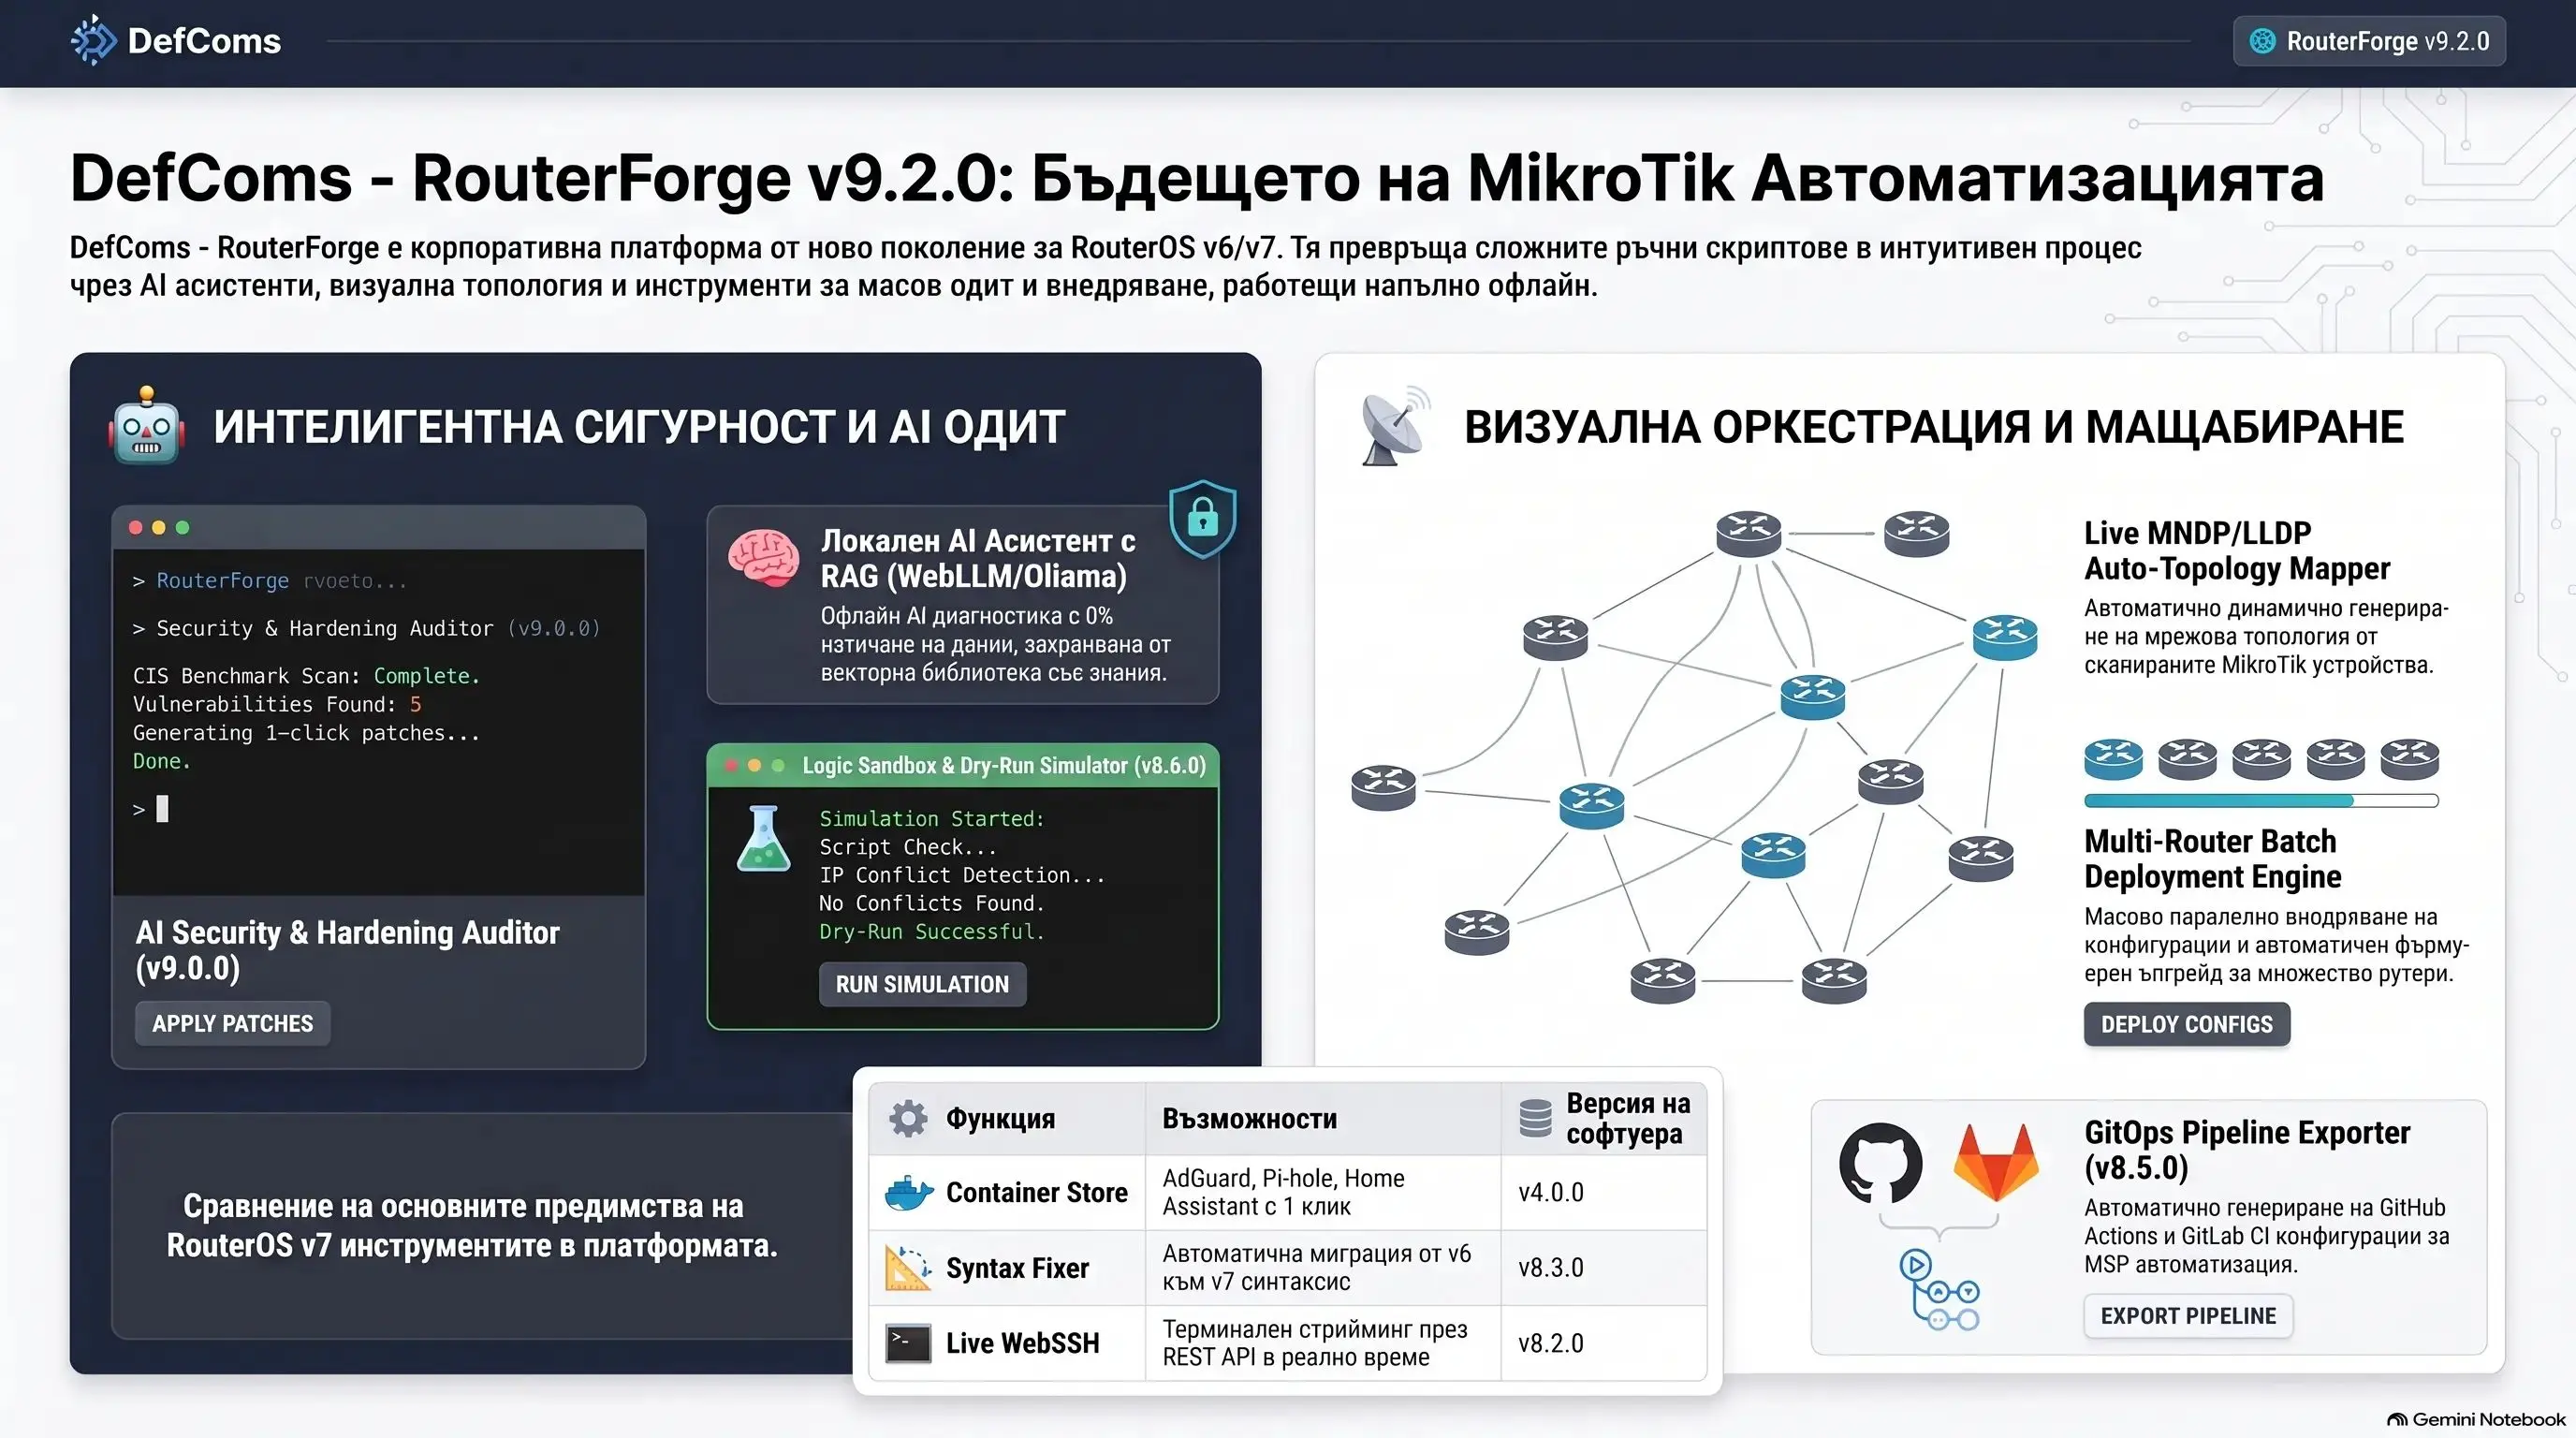 DefComs
RouterForge v9.2.0
DefComs - RouterForge v9.2.0: Бъдещето на MikroTik Автоматизацията
DefComs - RouterForge е корпоративна платформа от ново поколение за RouterOS v6/v7. Тя превръща сложните ръчни скриптове в интуитивен процес
чрез AI асистенти, визуална топология и инструменти за масов одит и внедряване, работещи напълно офлайн.
ИНТЕЛИГЕНТНА СИГУРНОСТ И AI ОДИТ
> RouterForge rvoeto...
> Security & Hardening Auditor (v9.0.0)
CIS Benchmark Scan: Complete.
Vulnerabilities Found: 5
Generating 1–click patches...
Done.
>
AI Security & Hardening Auditor
(v9.0.0)
APPLY PATCHES
Локален AI Асистент с
RAG (WebLLM/Oliama)
Офлайн AI диагностика с 0%
нзтичане на дании, захранвана от
векторна библиотека със знания.
Logic Sandbox & Dry-Run Simulator (v8.6.0)
Simulation Started:
Script Check...
IP Conflict Detection...
No Conflicts Found.
Dry-Run Successful.
RUN SIMULATION
Сравнение на основните предимства на
RouterOS v7 инструментите в платформата.
ВИЗУАЛНА ОРКЕСТРАЦИЯ И МАЩАБИРАНЕ
Live MNDP/LLDP
Auto-Topology Mapper
Автоматично динамично генерира-
не на мрежова топология от
сканираните MikroTik устройства.
Multi-Router Batch
Deployment Engine
Масово паралелно внодряване на
конфигурации и автоматичен фърму-
ерен ъпгрейд за множество рутери.
DEPLOY CONFIGS
Функция
Възможности
Версия на
софтуера
Container Store
AdGuard, Pi-hole, Home
Assistant с 1 клик
v4.0.0
Syntax Fixer
Автоматична миграция от v6
към v7 синтаксис
v8.3.0
>-
Live WebSSH
Терминален стрийминг през
REST API в реално време
v8.2.0
GitOps Pipeline Exporter
(v8.5.0)
Автоматично генериране на GitHub
Actions и GitLab CI конфигурации за
MSP автоматизация.
EXPORT PIPELINE
Gemini Notebook